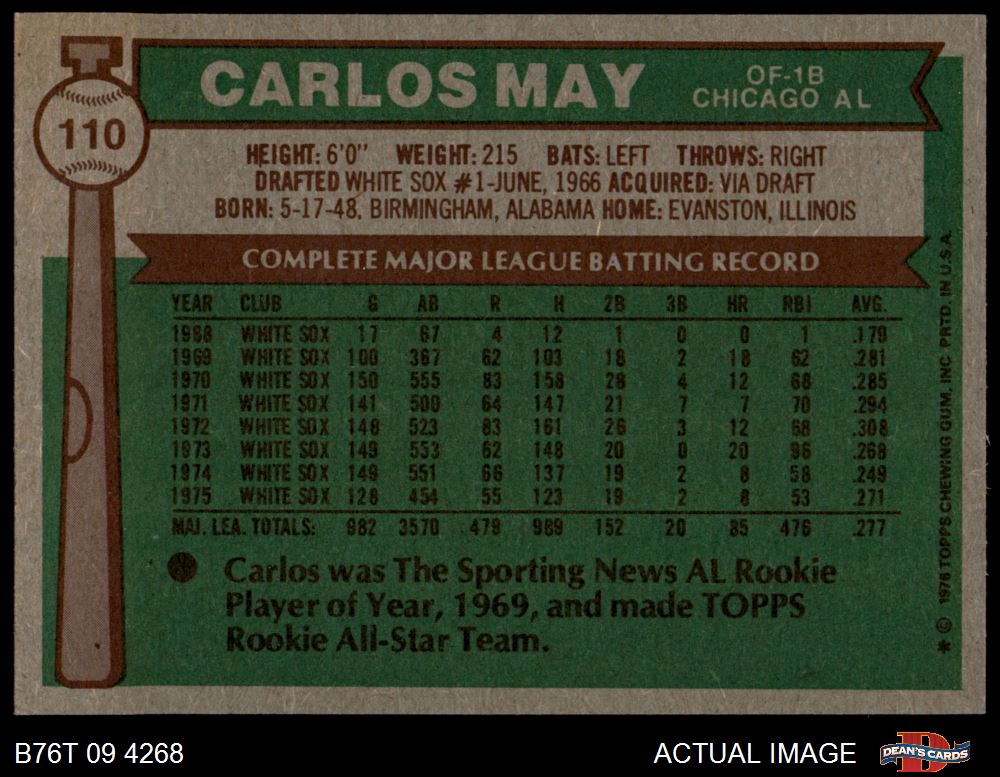 110
CARLOS MAY
OF-1B
CHICAGO AL
HEIGHT: 6'0" WEIGHT: 215 BATS: LEFT THROWS: RIGHT
DRAFTED WHITE SOX #1-JUNE, 1966 ACQUIRED: VIA DRAFT
BORN: 5-17-48, BIRMINGHAM, ALABAMA HOME: EVANSTON, ILLINOIS
COMPLETE MAJOR LEAGUE BATTING RECORD
YEAR CLUB G AB R H 2B 3B HR RBI AVG.
1968 WHITE SOX 17 67 4 12 1 0 0 1 .179
1969 WHITE SOX 100 367 62 103 18 2 18 62 .281
1970 WHITE SOX 150 555 83 158 28 4 12 68 .285
1971 WHITE SOX 141 500 64 147 21 7 7 70 .294
1972 WHITE SOX 148 523 83 161 26 3 12 68 .308
1973 WHITE SOX 149 553 62 148 20 0 20 96 .268
1974 WHITE SOX 149 551 66 137 19 2 8 58 .249
1975 WHITE SOX 128 454 55 123 19 2 8 53 .271
MAJ. LEA. TOTALS: 982 3570 479 989 152 20 85 476 .277
● Carlos was The Sporting News AL Rookie
Player of Year, 1969, and made TOPPS
Rookie All-Star Team.
* © 1976 TOPPS CHEWING GUM, INC. PRTD. IN U.S.A.
B76T 09 4268
ACTUAL IMAGE
DEAN'S CARDS